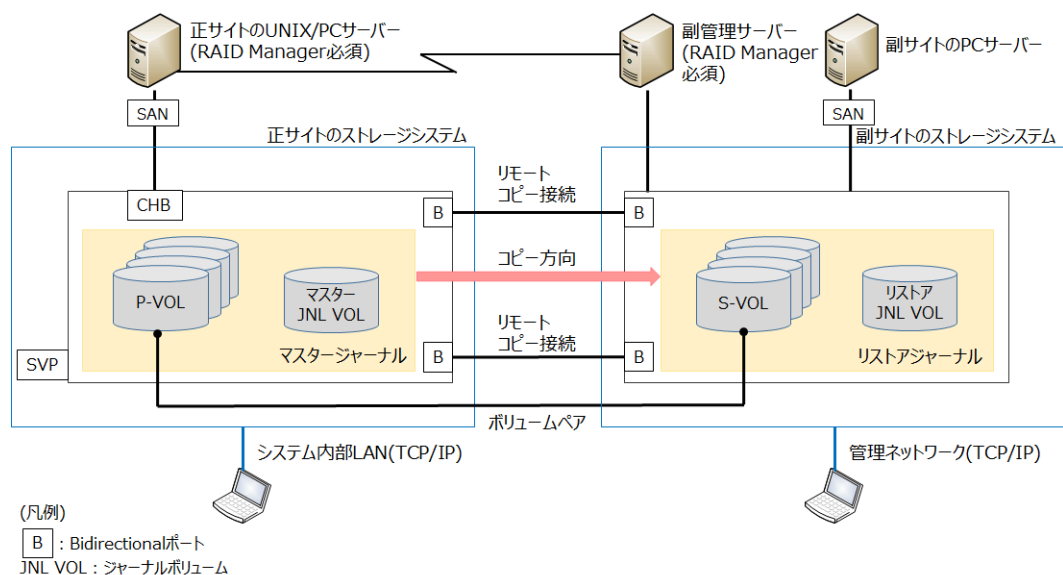 正サイトのUNIX/PCサーバー
(RAID Manager必須)
副管理サーバー
(RAID Manager
必須)
副サイトのPCサーバー
SAN
SAN
正サイトのストレージシステム
副サイトのストレージシステム
リモート
コピー接続
CHB
B
B
コピー方向
P-VOL
マスター
JNL VOL
S-VOL
リストア
JNL VOL
リモート
コピー接続
マスタージャーナル
リストアジャーナル
B
B
SVP
ボリュームペア
システム内部LAN(TCP/IP)
管理ネットワーク(TCP/IP)
(凡例)
B : Bidirectionalポート
JNL VOL : ジャーナルボリューム